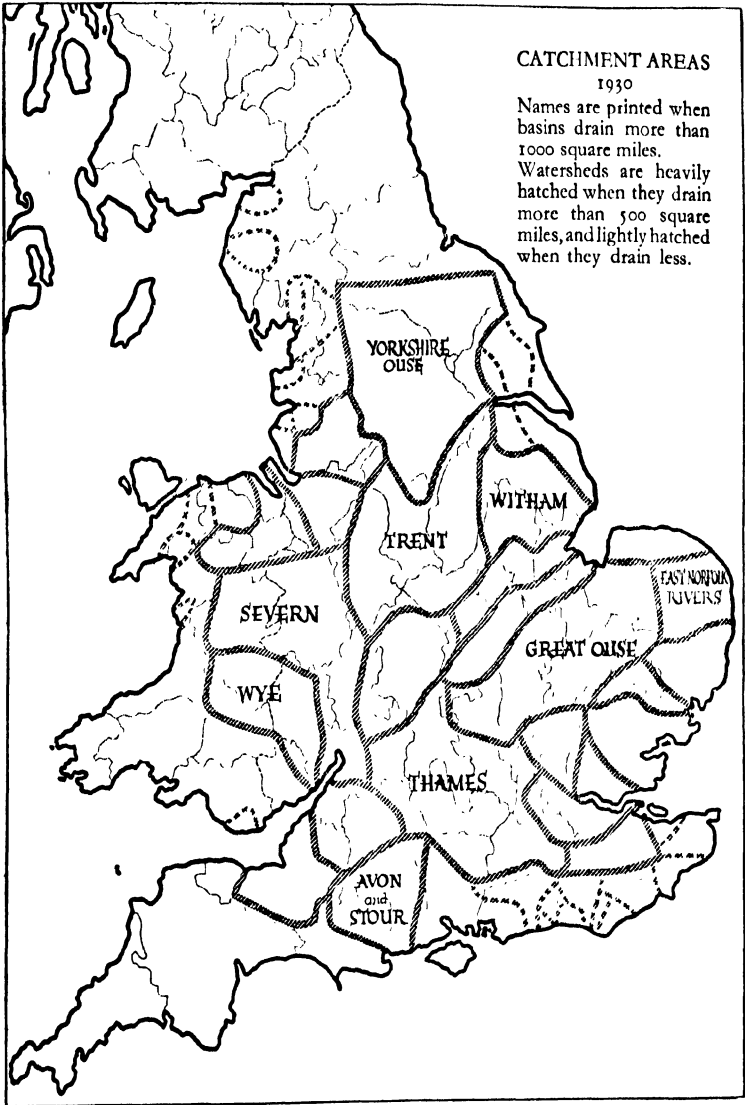 CATCHMENT AREAS
1930
Names are printed when
basins drain more than
1000 square miles.
Watersheds are heavily
hatched when they drain
more than 500 square
miles, and lightly hatched
when they drain less.
YORKSHIRE
OUSE
WITHAM
TRENT
EAST NORFOLK
RIVERS
SEVERN
GREAT OUSE
WYE
THAMES
AVON
and
STOUR